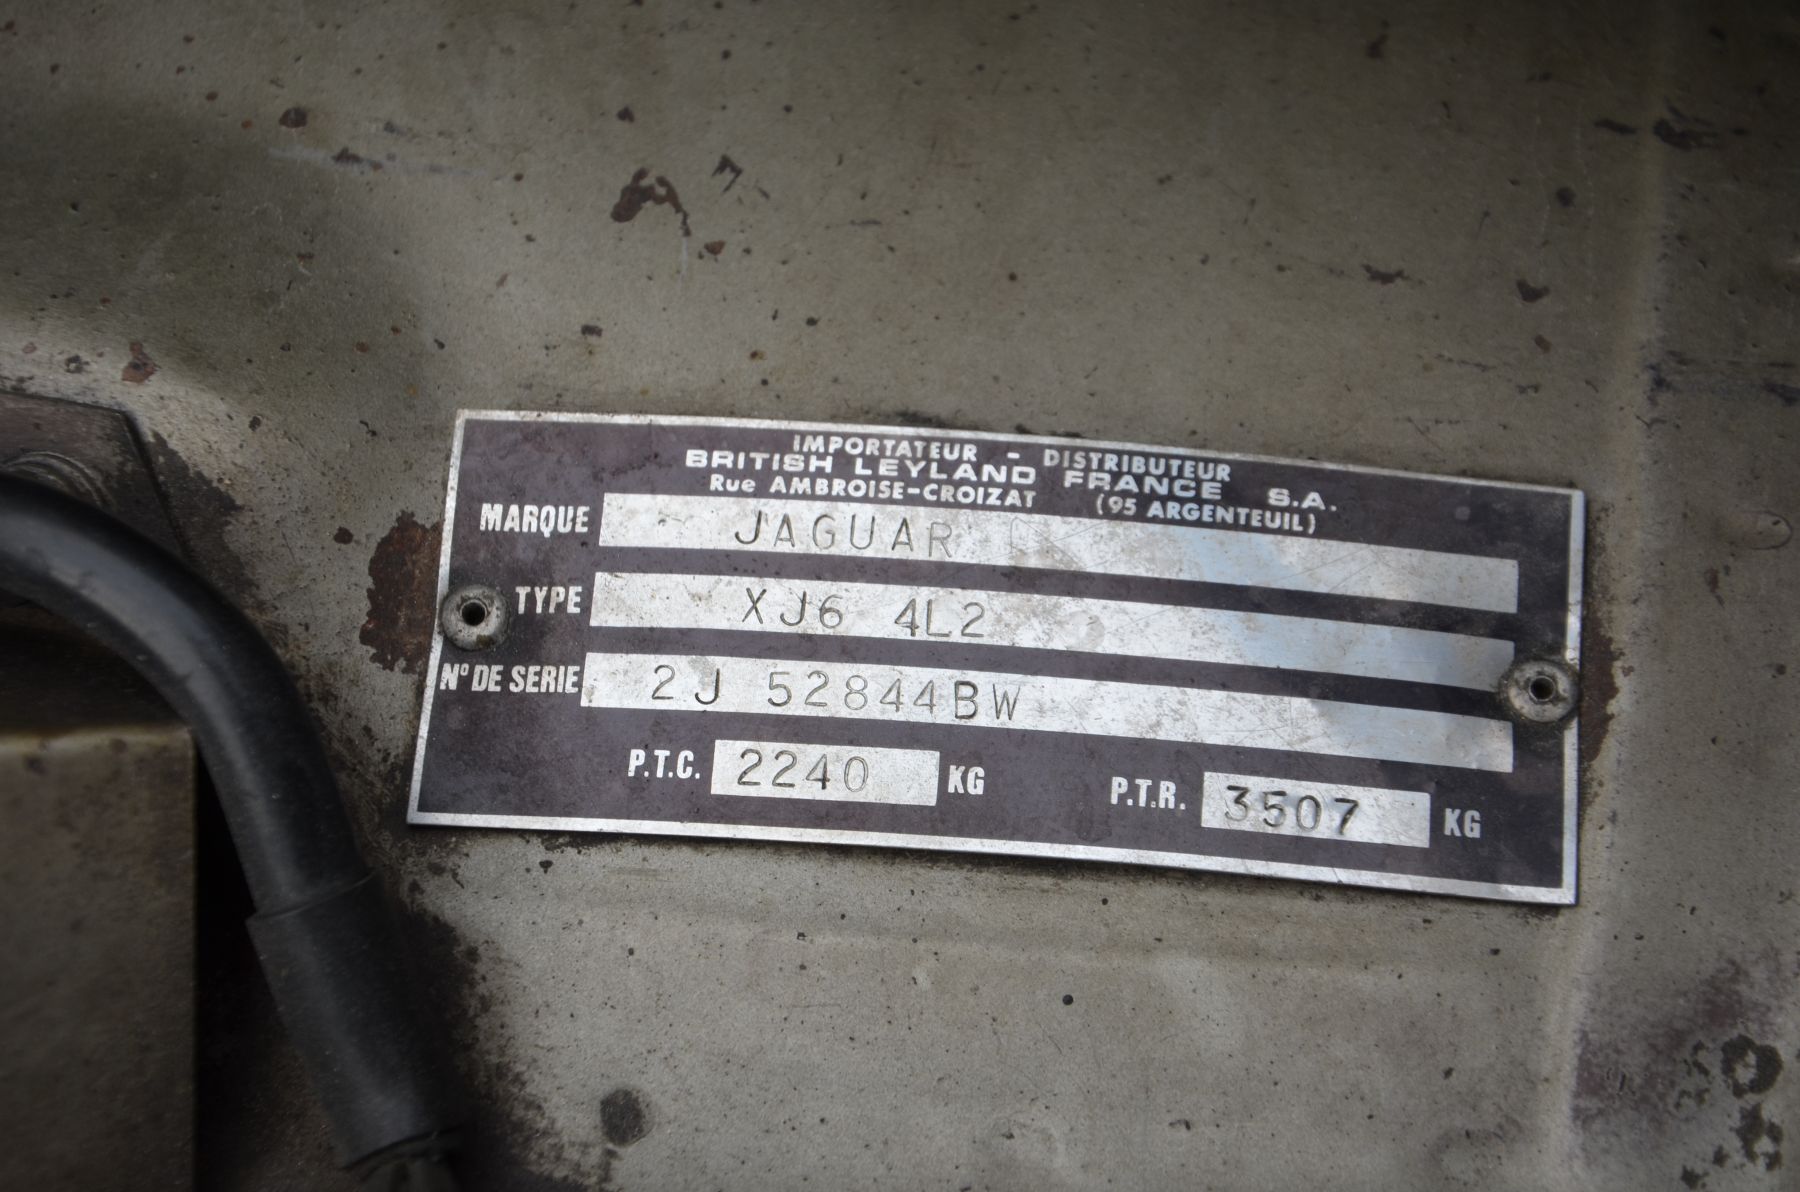 IMPORTATEUR - DISTRIBUTEUR
BRITISH LEYLAND FRANCE S.A.
Rue AMBROISE-CROIZAT (95 ARGENTEUIL)
MARQUE JAGUAR
TYPE XJ6 4L2
N° DE SERIE 2J 52844BW
P.T.C. 2240 KG P.T.R. 3507 KG